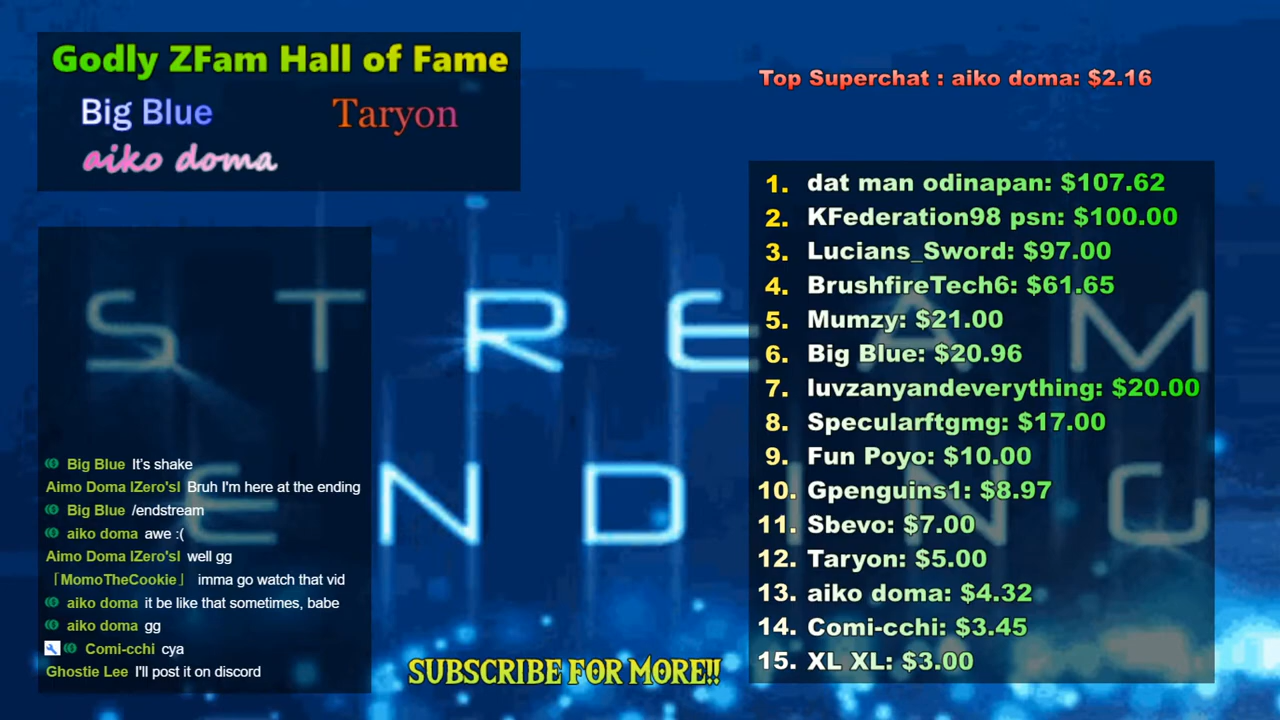 Godly ZFam Hall of Fame
Big Blue Taryon
aiko doma
Top Superchat : aiko doma: $2.16
STREAM
ENDING
Big Blue It's shake
Aimo Doma IZero'sI Bruh I'm here at the ending
Big Blue /endstream
aiko doma awe :(
Aimo Doma IZero'sI well gg
「MomoTheCookie」 imma go watch that vid
aiko doma it be like that sometimes, babe
aiko doma gg
Comi-cchi cya
Ghostie Lee I'll post it on discord
SUBSCRIBE FOR MORE!!
1. dat man odinapan: $107.62
2. KFederation98 psn: $100.00
3. Lucians_Sword: $97.00
4. BrushfireTech6: $61.65
5. Mumzy: $21.00
6. Big Blue: $20.96
7. luvzanyandeverything: $20.00
8. Specularftgmg: $17.00
9. Fun Poyo: $10.00
10. Gpenguins1: $8.97
11. Sbevo: $7.00
12. Taryon: $5.00
13. aiko doma: $4.32
14. Comi-cchi: $3.45
15. XL XL: $3.00